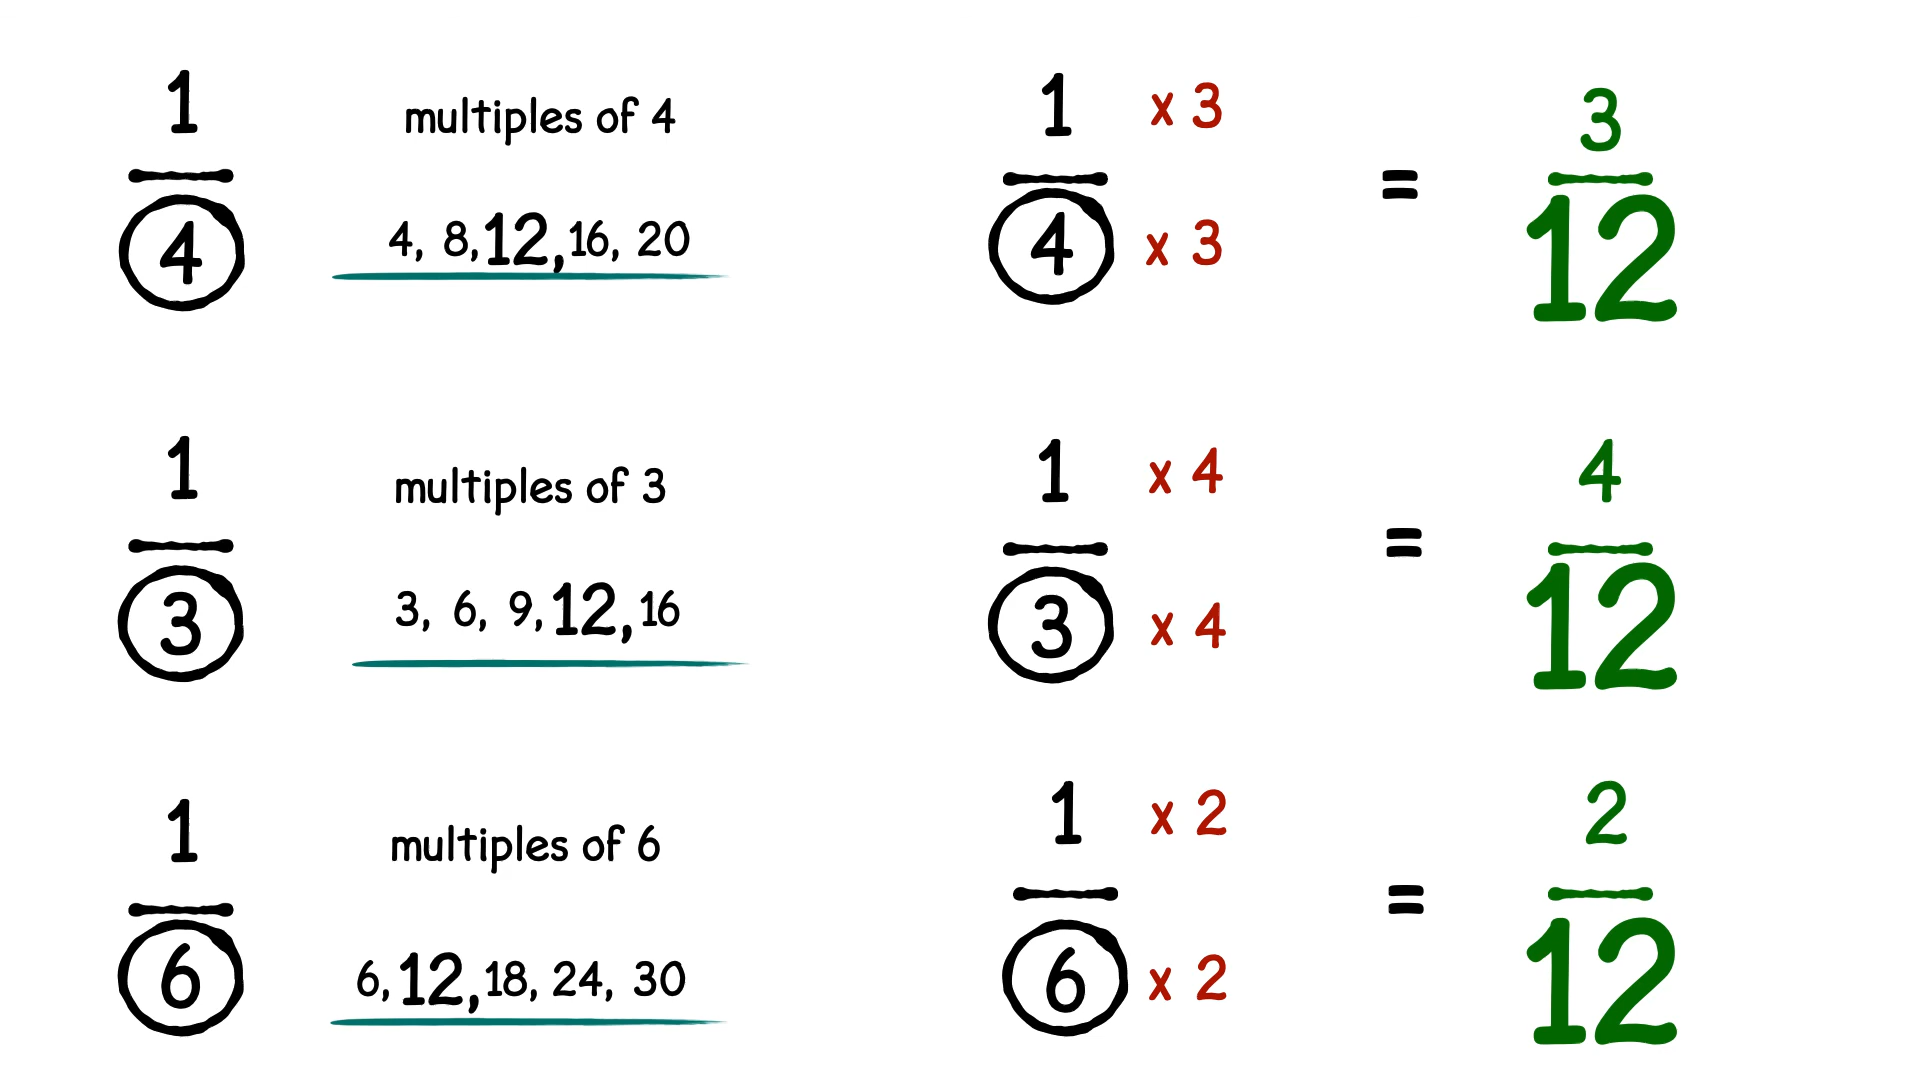 1 multiples of 4 1 x 3 3
4 4, 8, 12, 16, 20 4 x 3 = 12
1 multiples of 3 1 x 4 4
3 3, 6, 9, 12, 16 3 x 4 = 12
1 multiples of 6 1 x 2 2
6 6, 12, 18, 24, 30 6 x 2 = 12